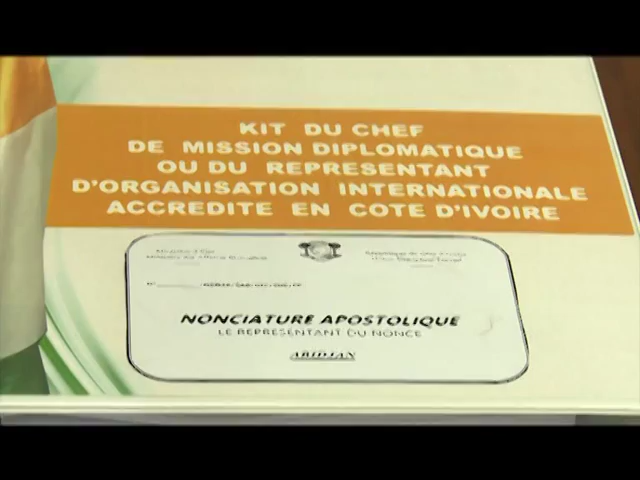 KIT DU CHEF
DE MISSION DIPLOMATIQUE
OU DU REPRESENTANT
D'ORGANISATION INTERNATIONALE
ACCREDITE EN COTE D'IVOIRE
NONCIATURE APOSTOLIQUE
LE REPRESENTANT DU NONCE
ABIDJAN